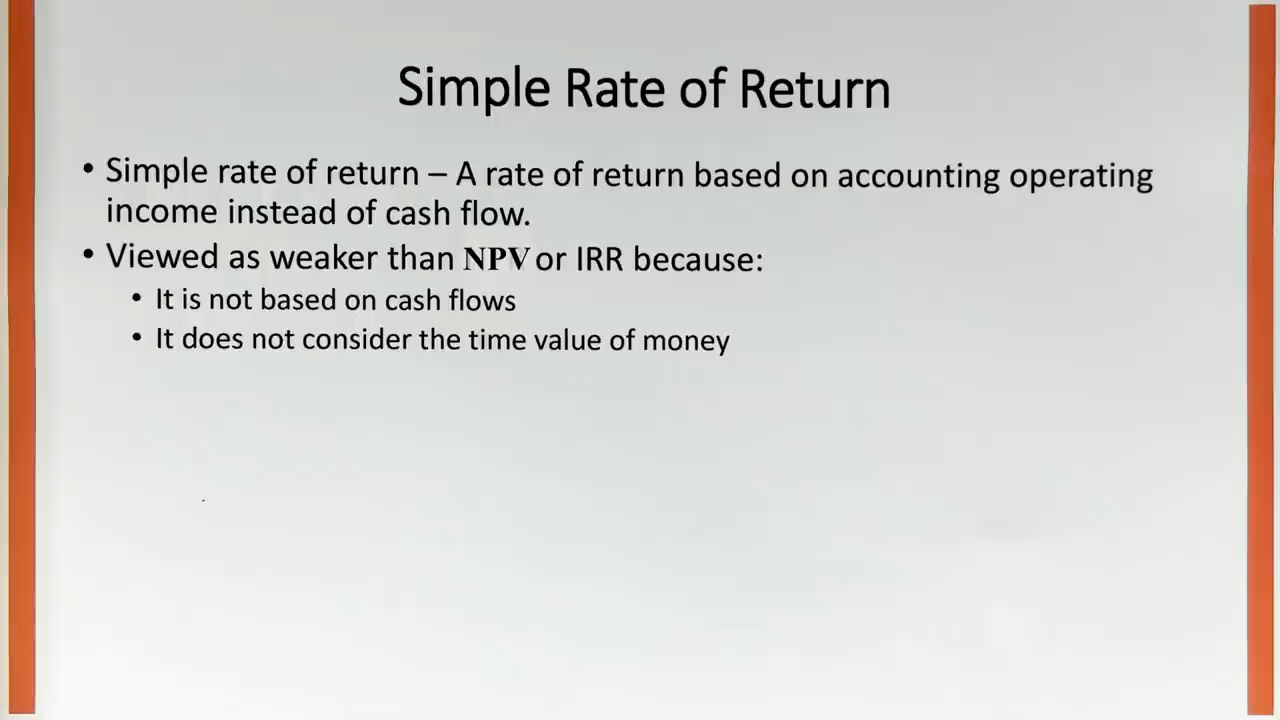 Simple Rate of Return
• Simple rate of return – A rate of return based on accounting operating
income instead of cash flow.
• Viewed as weaker than NPV or IRR because:
• It is not based on cash flows
• It does not consider the time value of money